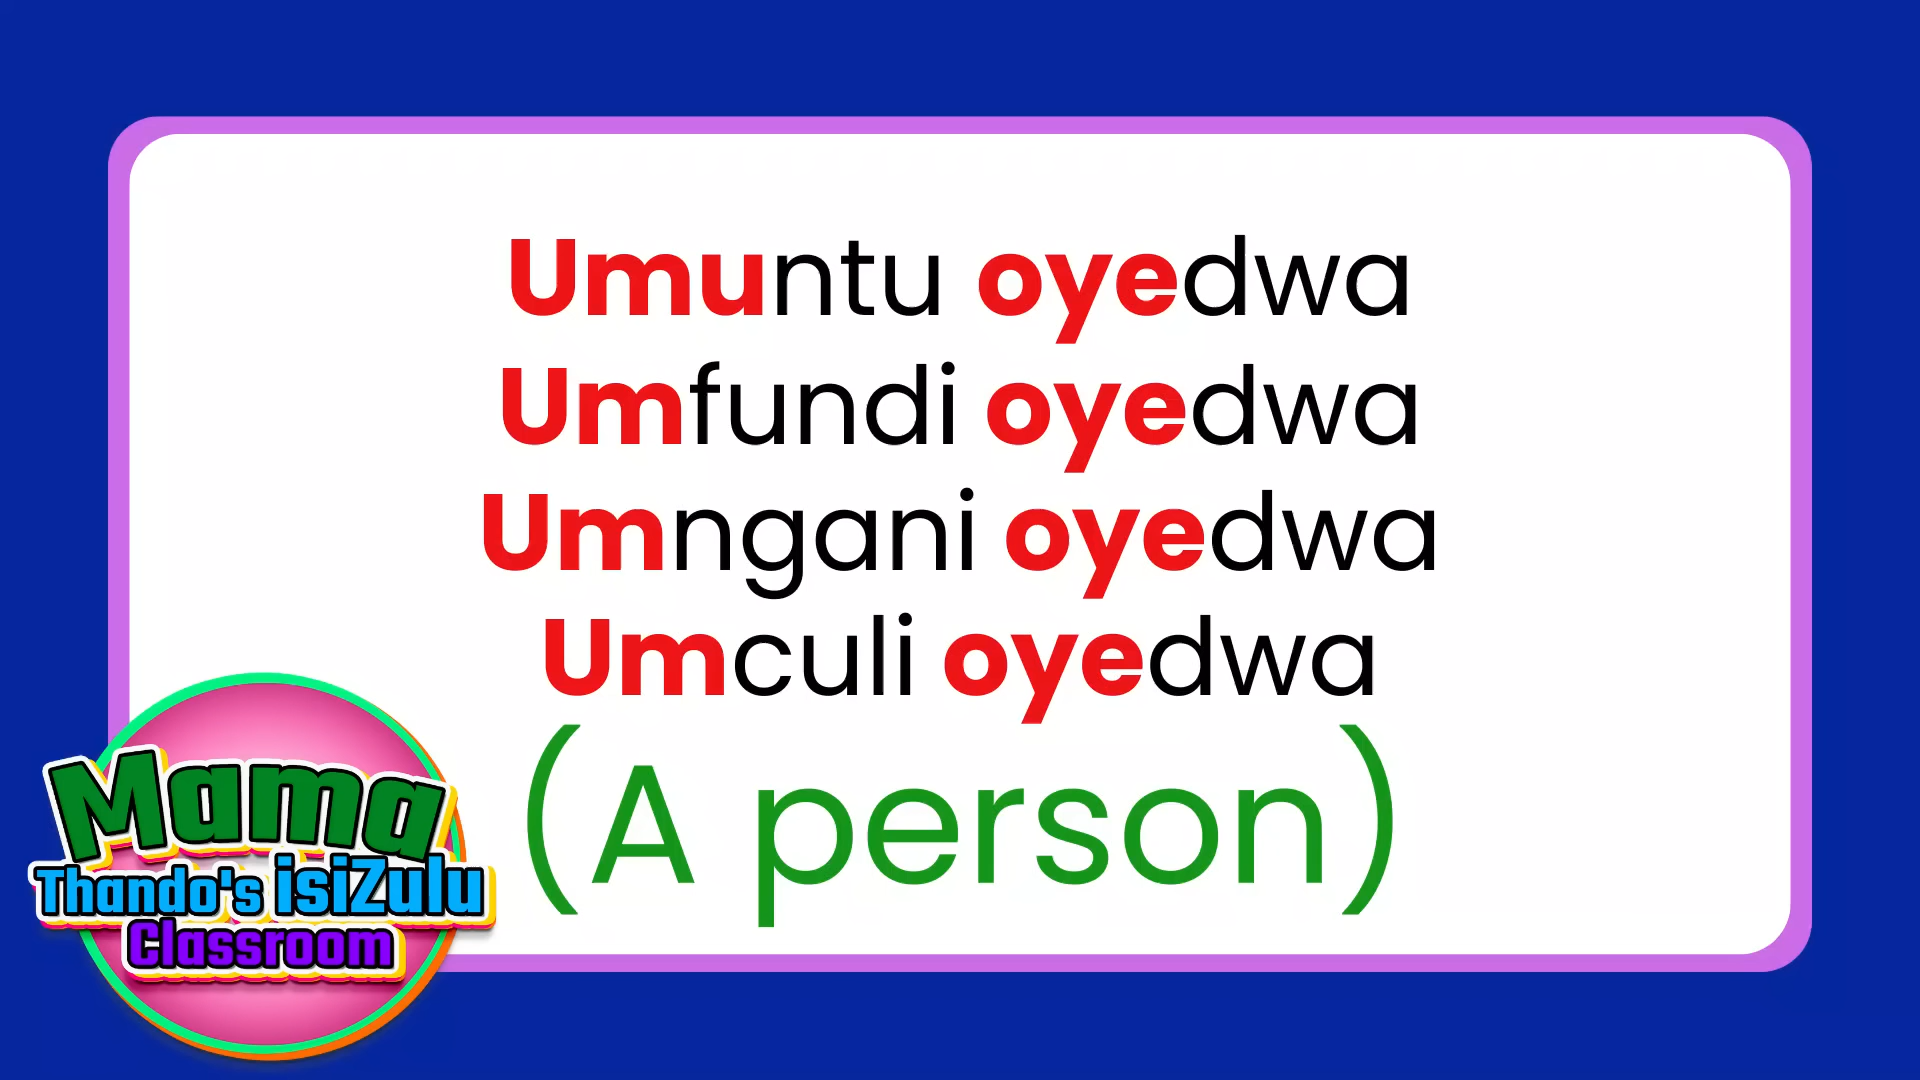 Umuntu oyedwa
Umfundi oyedwa
Umngani oyedwa
Umculi oyedwa
(A person)
Mama
Thando's isiZulu
Classroom